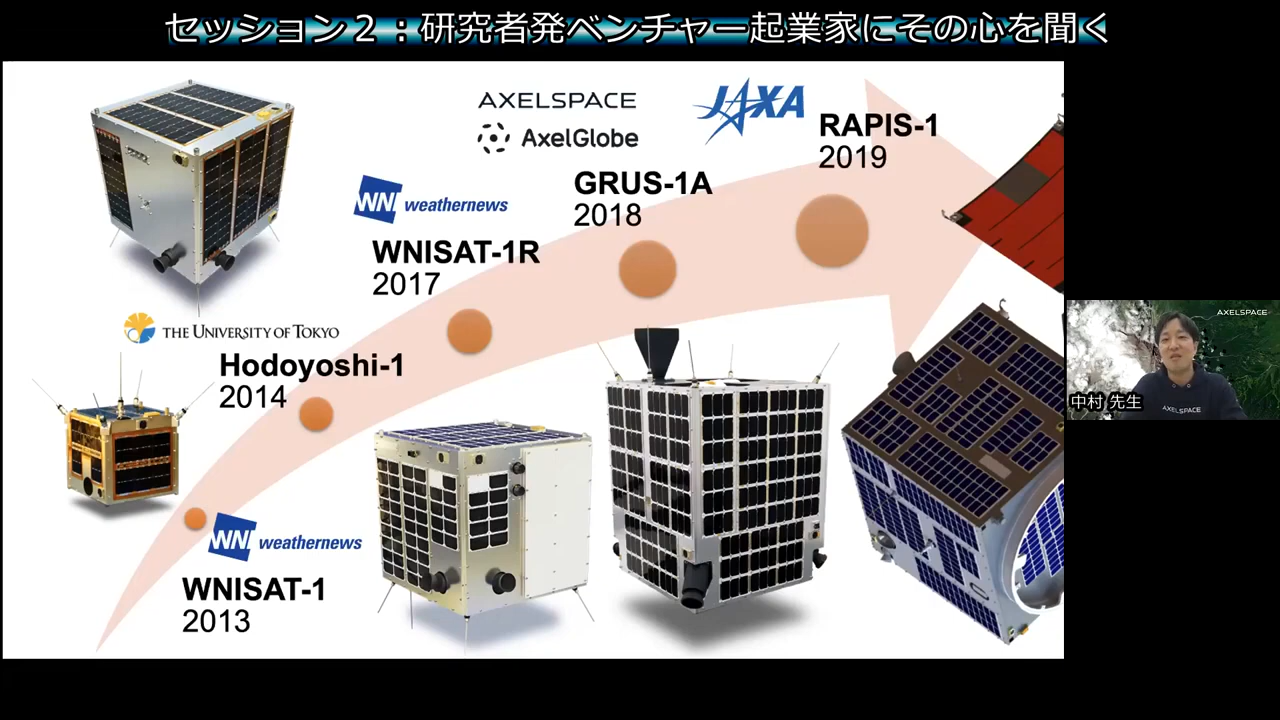 セッション２：研究者発ベンチャー起業家にその心を聞く
AXELSPACE
AxelGlobe
JAXA
RAPIS-1
2019
GRUS-1A
2018
WN weathernews
WNISAT-1R
2017
THE UNIVERSITY OF TOKYO
Hodoyoshi-1
2014
WN weathernews
WNISAT-1
2013
AXELSPACE
AXELSPACE
中村 先生